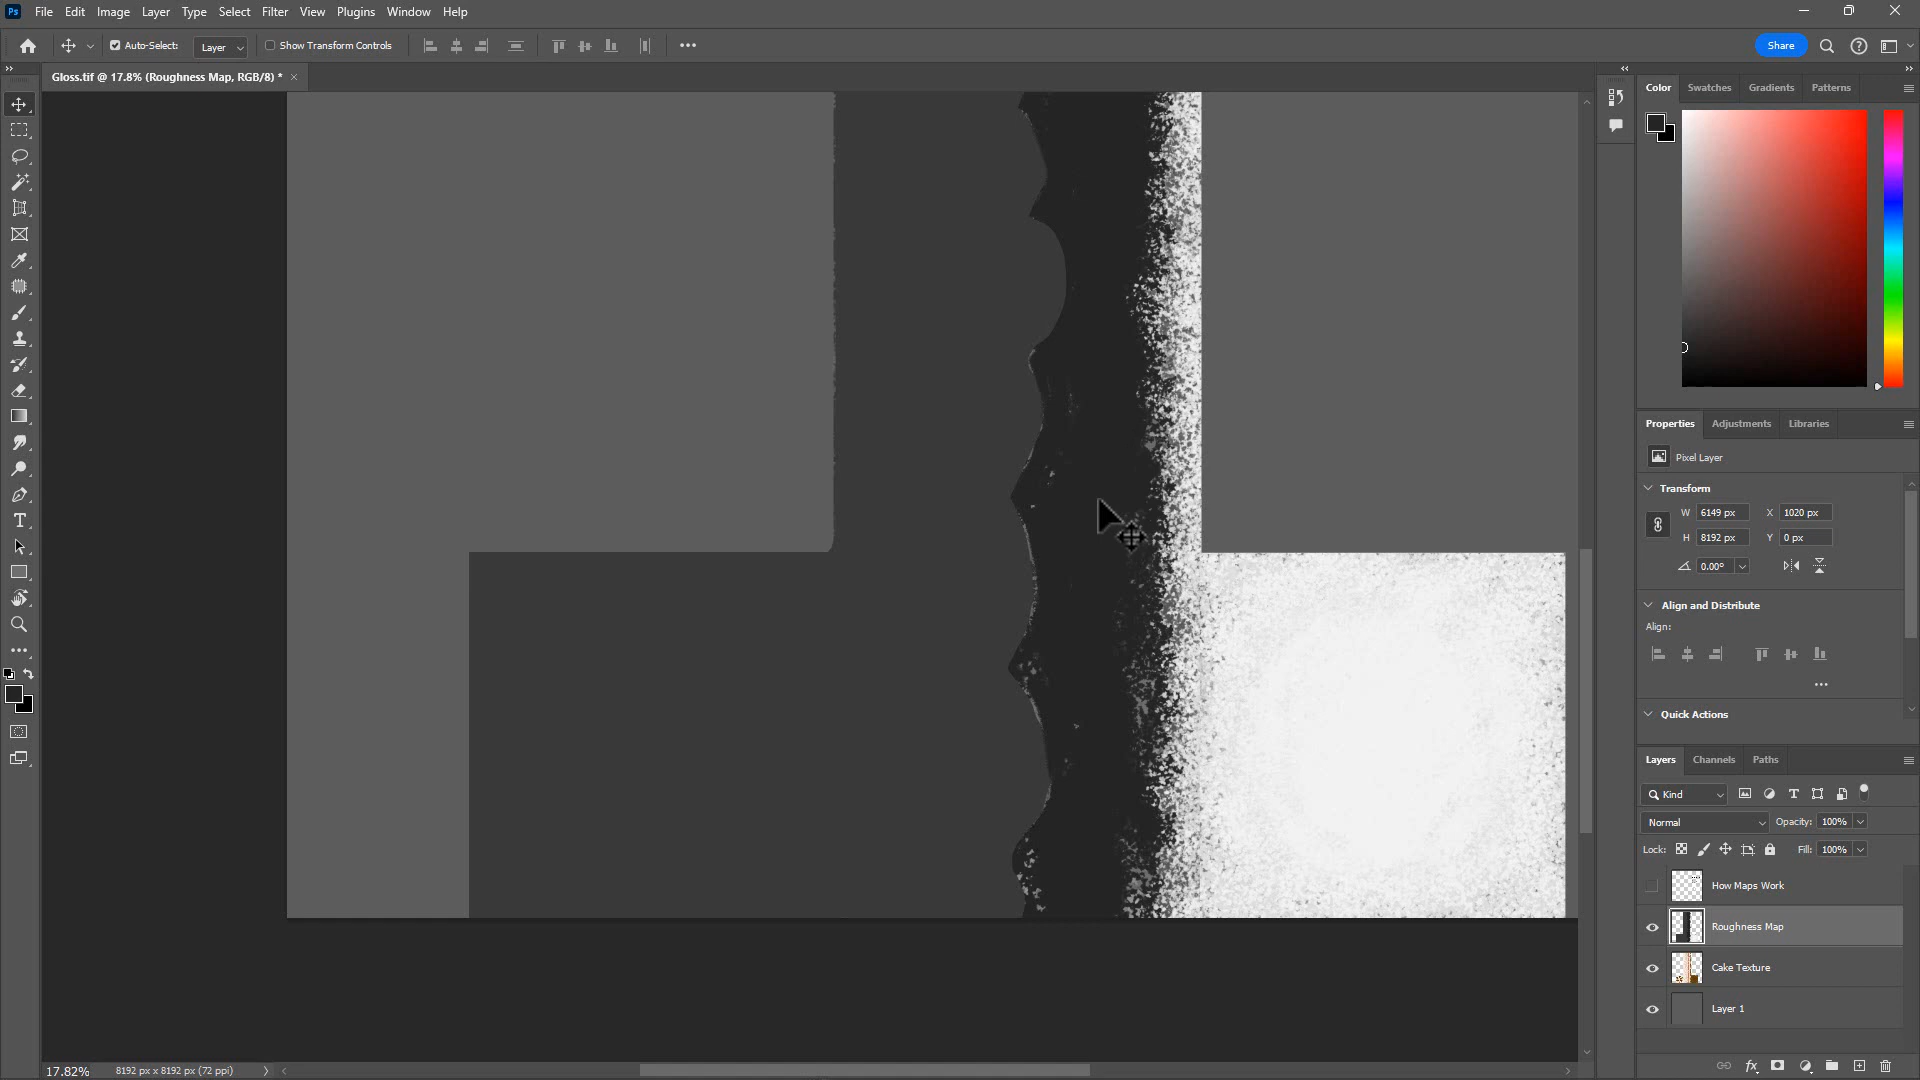 Ps File Edit Image Layer Type Select Filter View Plugins Window Help
Auto-Select: Layer Show Transform Controls Share
Gloss.tif @ 17.8% (Roughness Map, RGB/8) *
Color Swatches Gradients Patterns
Properties Adjustments Libraries
Pixel Layer
Transform
W 6149 px X 1020 px
H 8192 px Y 0 px
0.00°
Align and Distribute
Align:
Quick Actions
Layers Channels Paths
Kind
Normal Opacity: 100%
Lock: Fill: 100%
How Maps Work
Roughness Map
Cake Texture
Layer 1
17.82% 8192 px x 8192 px (72 ppi)